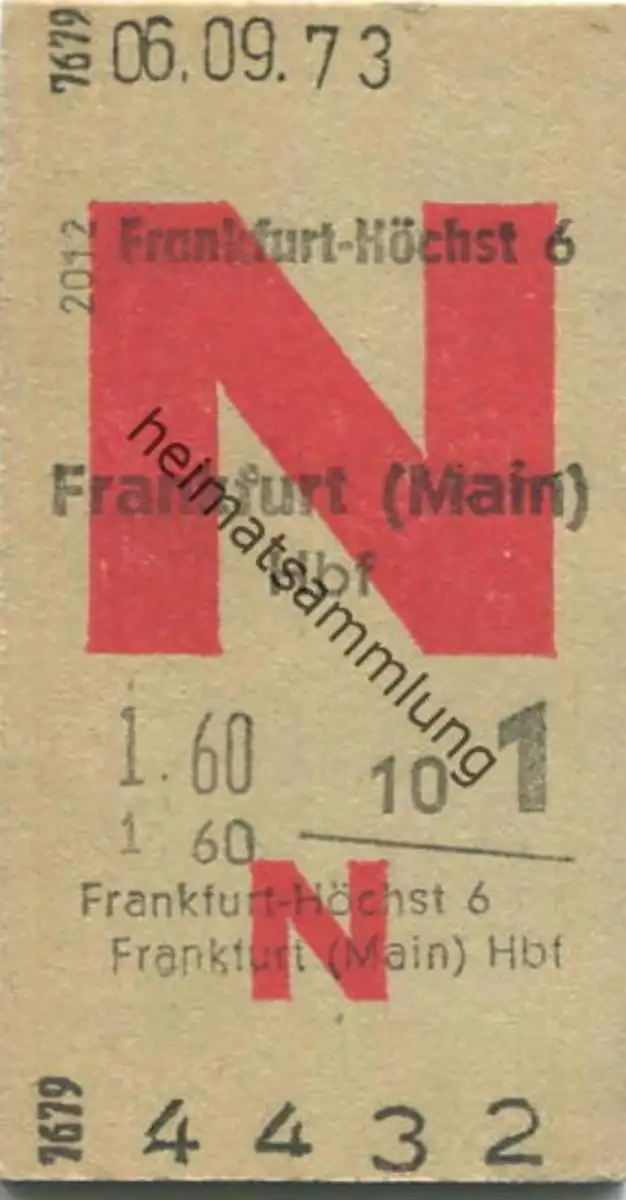 7679 06.09.73
2012 Frankfurt-Höchst 6
N
Frankfurt (Main)
Hbf
heimatsammlung
1.60 10 1
1 60
Frankfurt-Höchst 6
N
Frankfurt (Main) Hbf
7679 4432